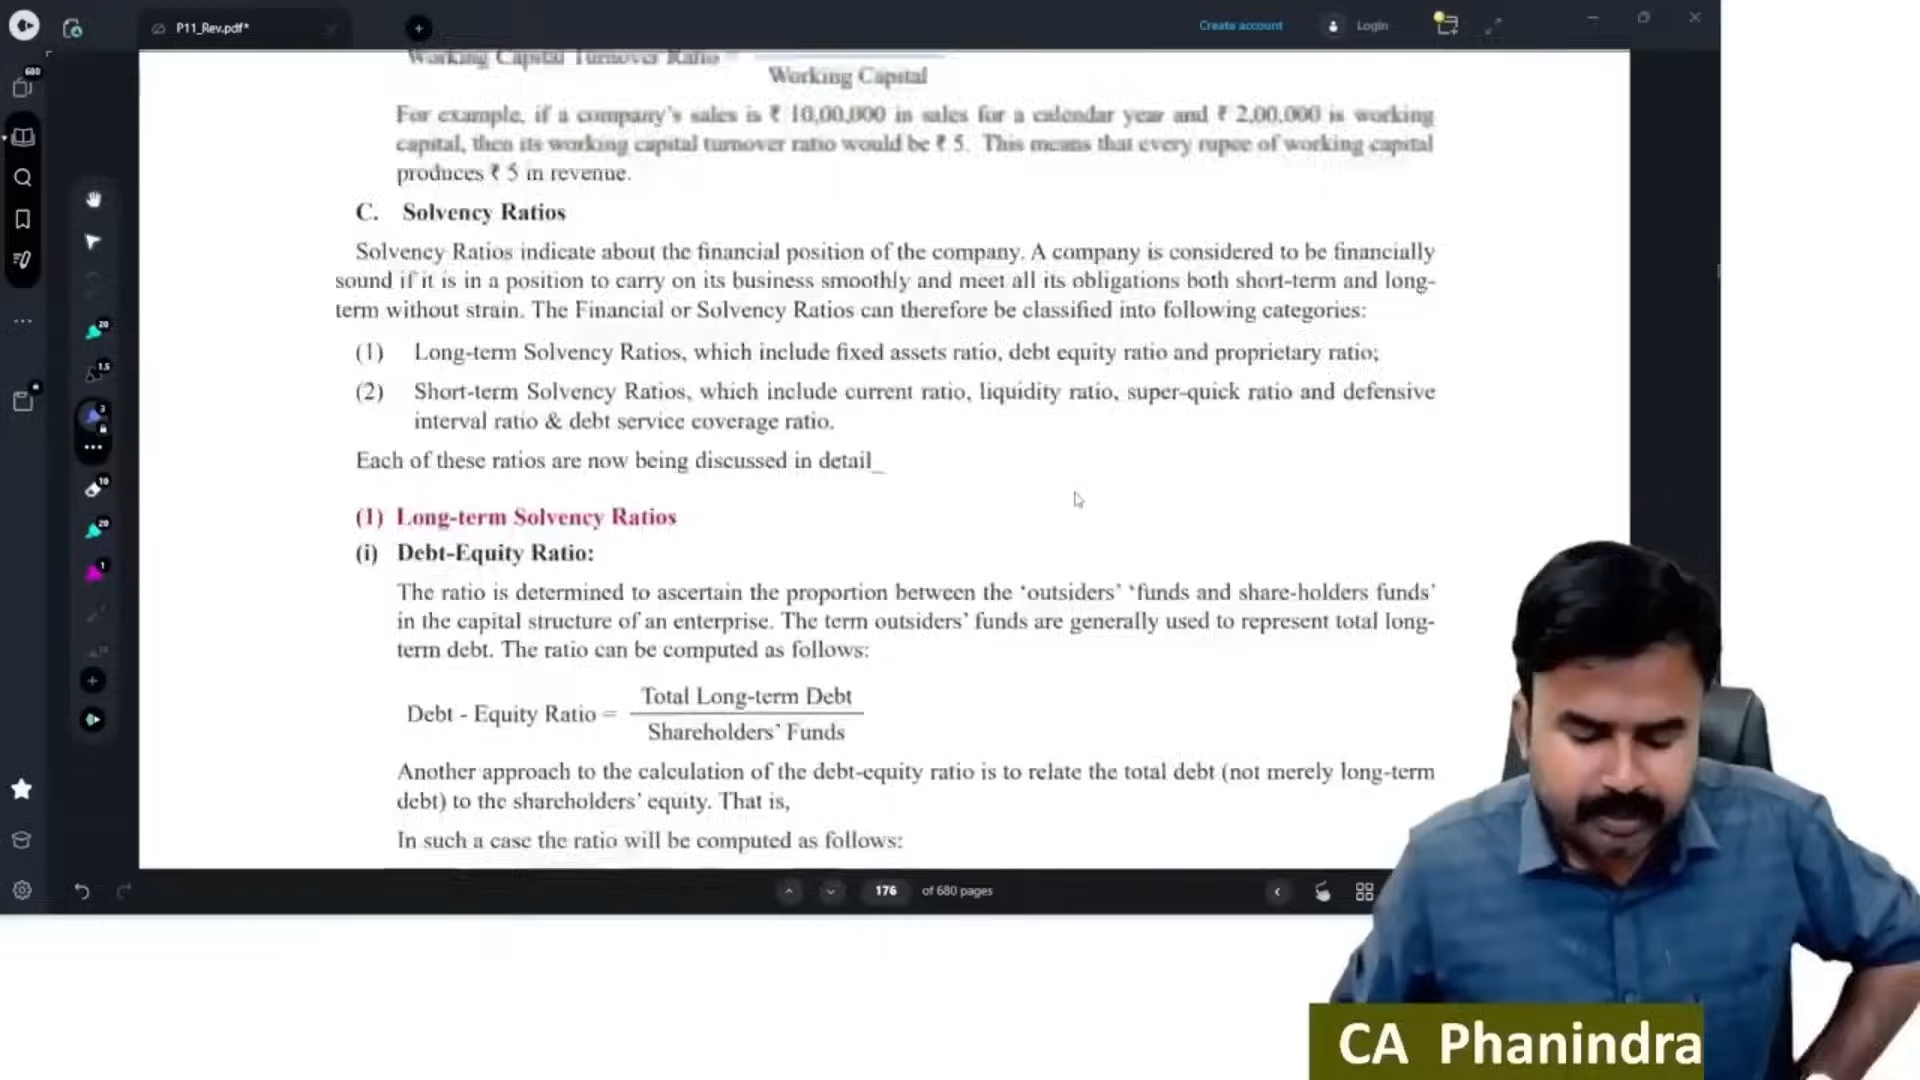 680
P11_Rev.pdf*
Create account
Login
Working Capital Turnover Ratio =
Working Capital
For example, if a company's sales is ₹ 10,00,000 in sales for a calendar year and ₹ 2,00,000 is working
capital, then its working capital turnover ratio would be ₹ 5. This means that every rupee of working capital
produces ₹ 5 in revenue.
C. Solvency Ratios
Solvency Ratios indicate about the financial position of the company. A company is considered to be financially
sound if it is in a position to carry on its business smoothly and meet all its obligations both short-term and long-
term without strain. The Financial or Solvency Ratios can therefore be classified into following categories:
(1) Long-term Solvency Ratios, which include fixed assets ratio, debt equity ratio and proprietary ratio;
(2) Short-term Solvency Ratios, which include current ratio, liquidity ratio, super-quick ratio and defensive
interval ratio & debt service coverage ratio.
Each of these ratios are now being discussed in detail_
(1) Long-term Solvency Ratios
(i) Debt-Equity Ratio:
The ratio is determined to ascertain the proportion between the 'outsiders' 'funds and share-holders funds'
in the capital structure of an enterprise. The term outsiders' funds are generally used to represent total long-
term debt. The ratio can be computed as follows:
Debt - Equity Ratio =
Total Long-term Debt
Shareholders' Funds
Another approach to the calculation of the debt-equity ratio is to relate the total debt (not merely long-term
debt) to the shareholders' equity. That is,
In such a case the ratio will be computed as follows:
20
1.5
3
10
20
1
176 of 680 pages
CA Phanindra